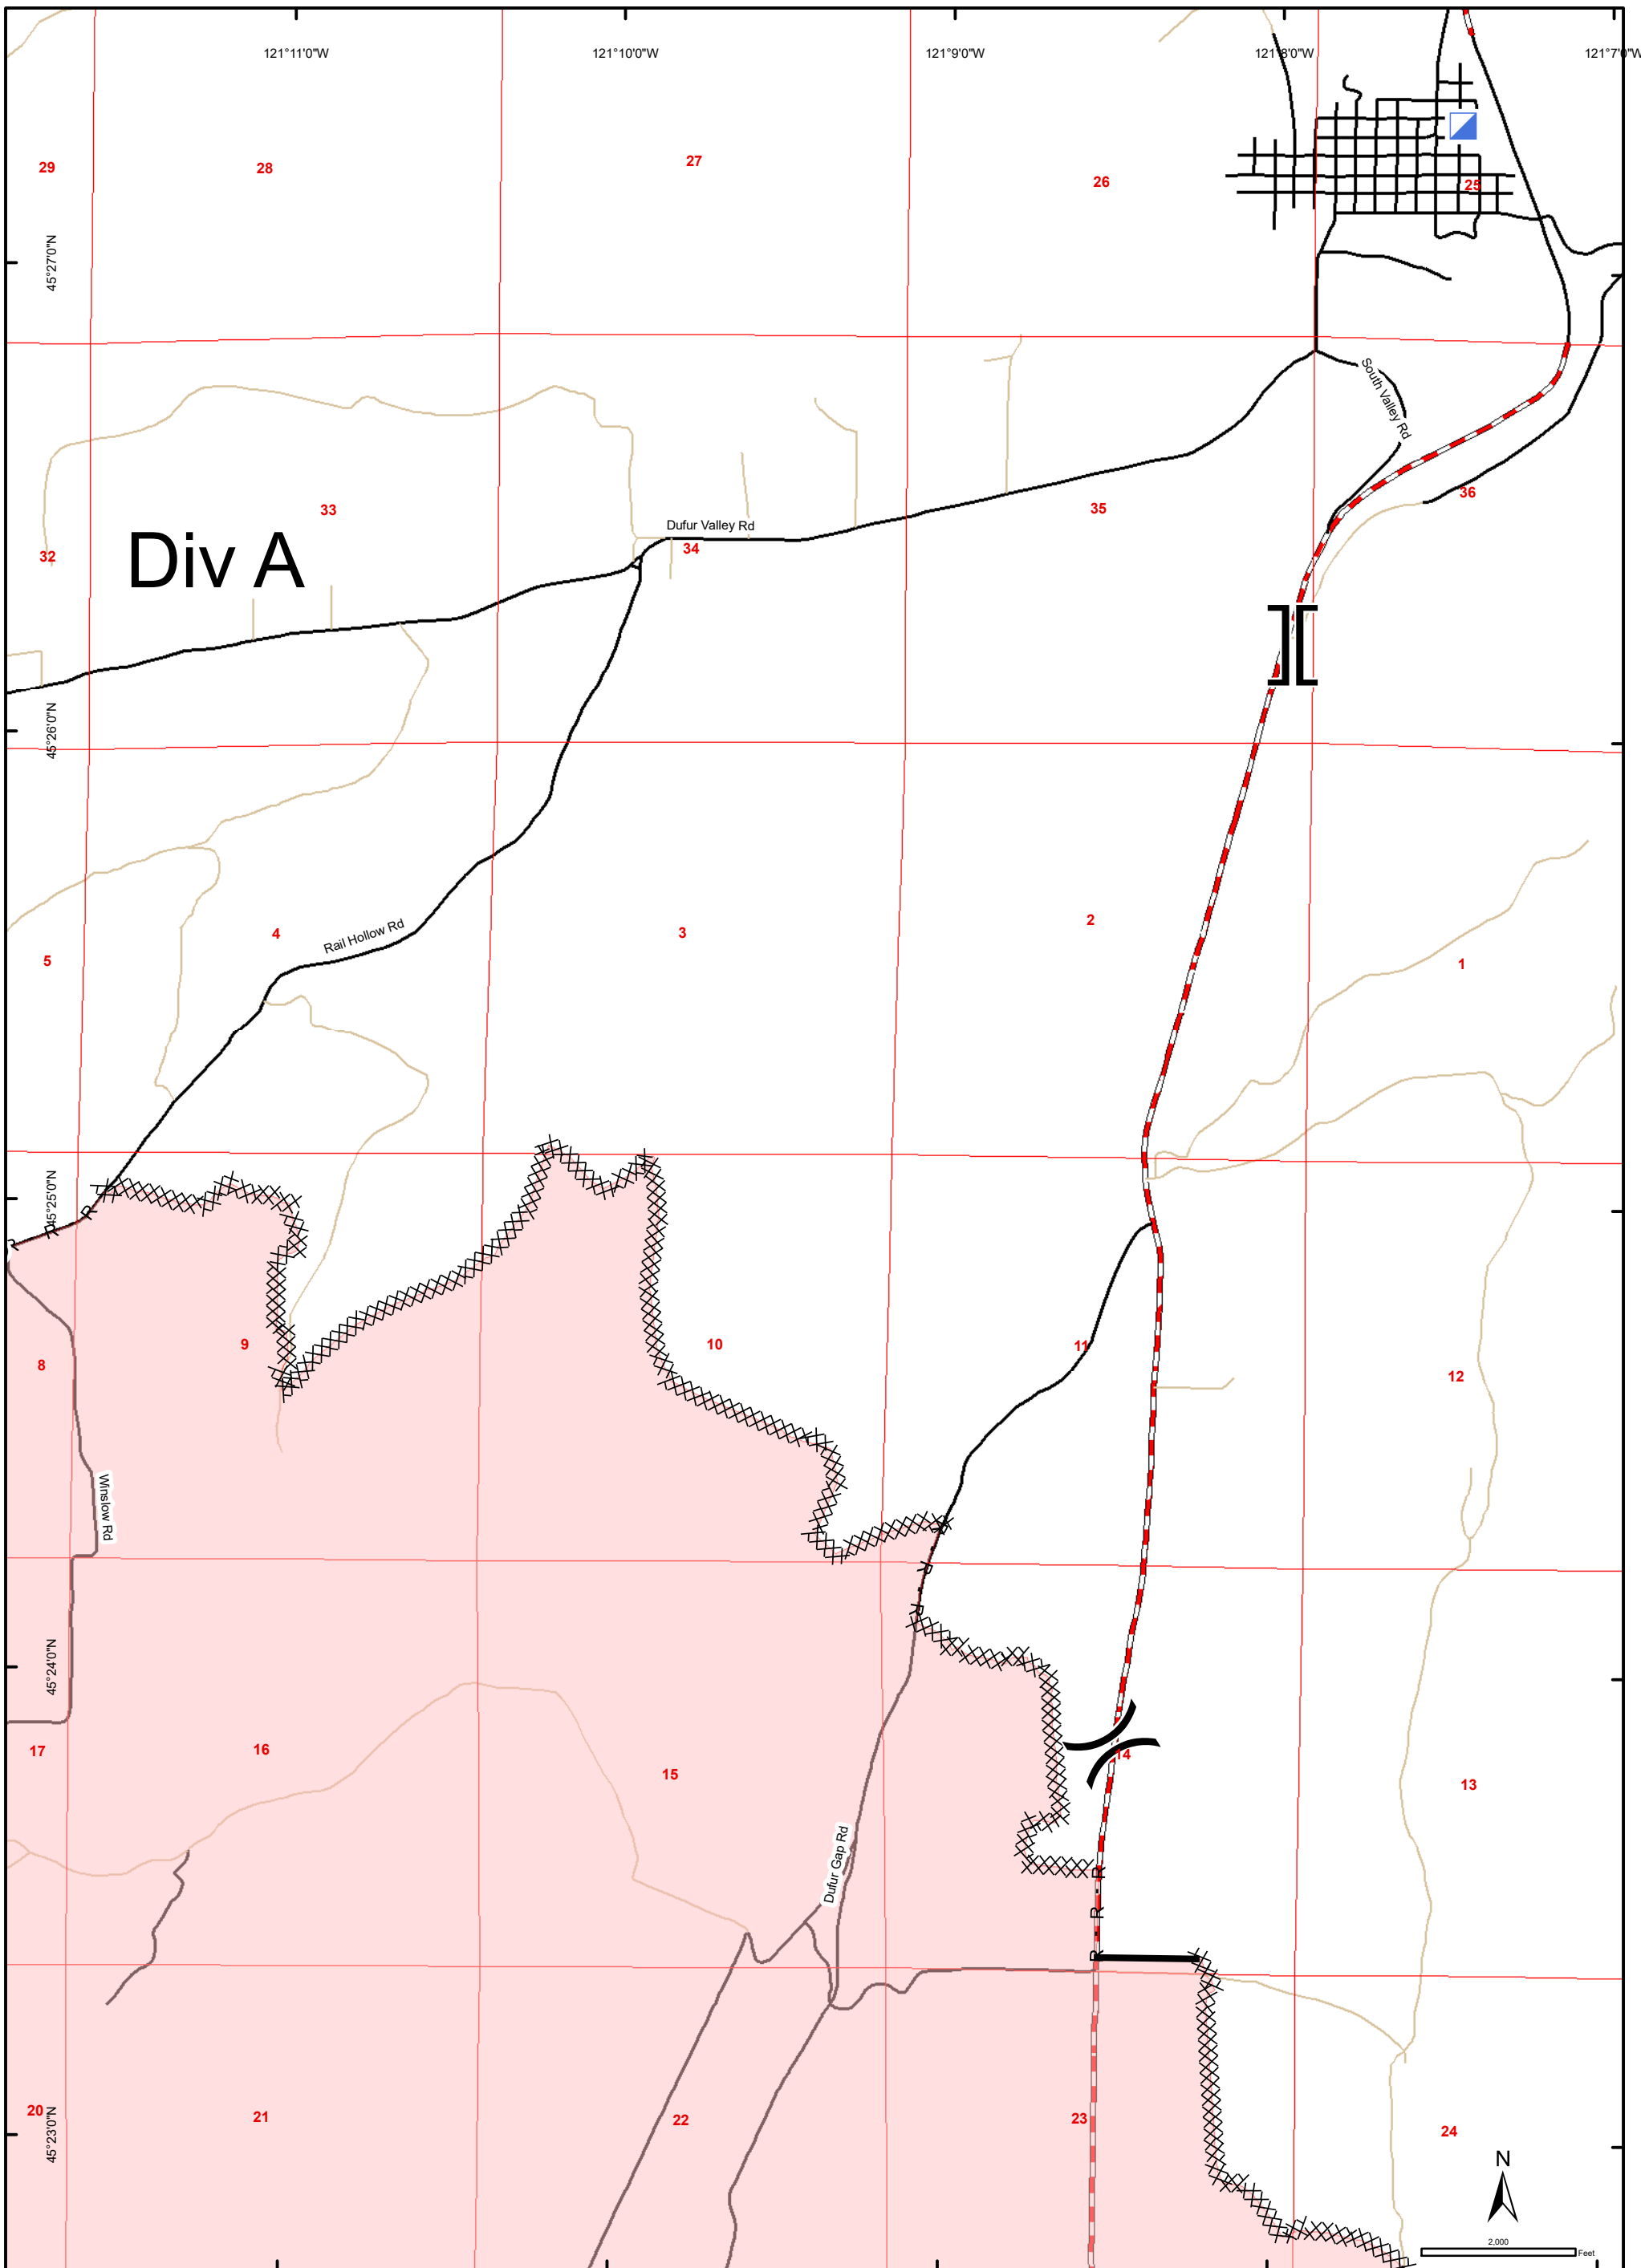 121°11'0"W
121°10'0"W
121°9'0"W
121°8'0"W
121°7'0"W
29
28
27
26
25
45°27'0"N
South Valley Rd
36
35
33
Dufur Valley Rd
34
32
Div A
][
45°26'0"N
2
3
4
Rail Hollow Rd
5
1
45°25'0"N
R
R
R
9
10
11
8
12
Winslow Rd
R
R
45°24'0"N
17
16
14
15
13
Dufur Gap Rd
R
R
R
20
21
22
23
24
45°23'0"N
N
2,000
Feet